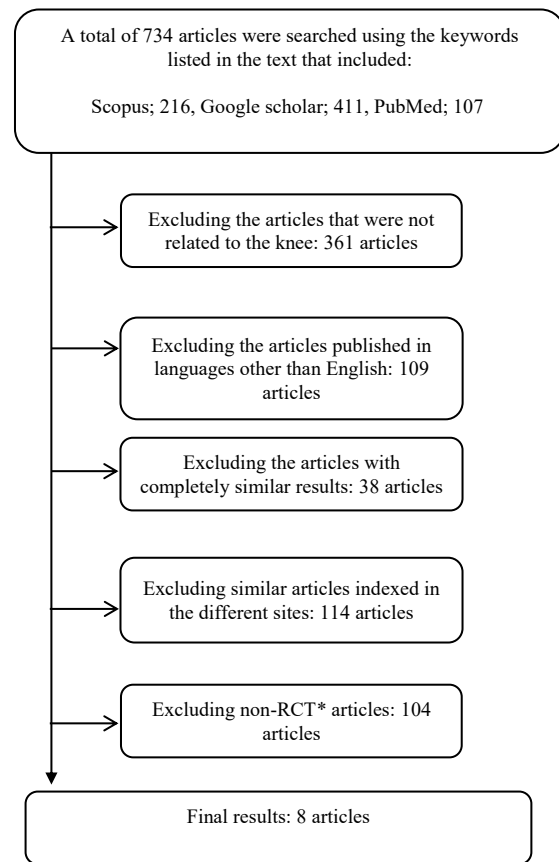 A total of 734 articles were searched using the keywords
listed in the text that included:
Scopus; 216, Google scholar; 411, PubMed; 107
Excluding the articles that were not
related to the knee: 361 articles
Excluding the articles published in
languages other than English: 109
articles
Excluding the articles with
completely similar results: 38 articles
Excluding similar articles indexed in
the different sites: 114 articles
Excluding non-RCT* articles: 104
articles
Final results: 8 articles